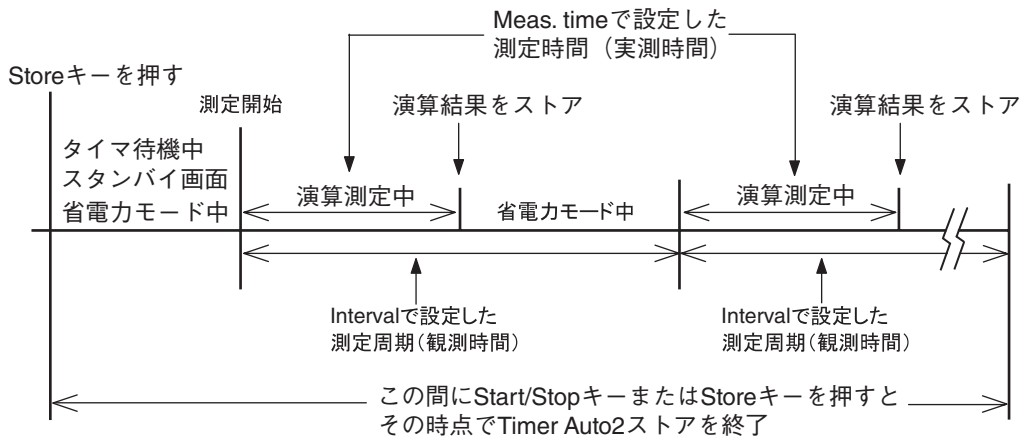 Meas. timeで設定した
測定時間（実測時間）
Storeキーを押す
測定開始
演算結果をストア
演算結果をストア
タイマ待機中
スタンバイ画面
省電力モード中
演算測定中
省電力モード中
演算測定中
Intervalで設定した
測定周期(観測時間)
Intervalで設定した
測定周期(観測時間)
この間にStart/StopキーまたはStoreキーを押すと
その時点でTimer Auto2ストアを終了